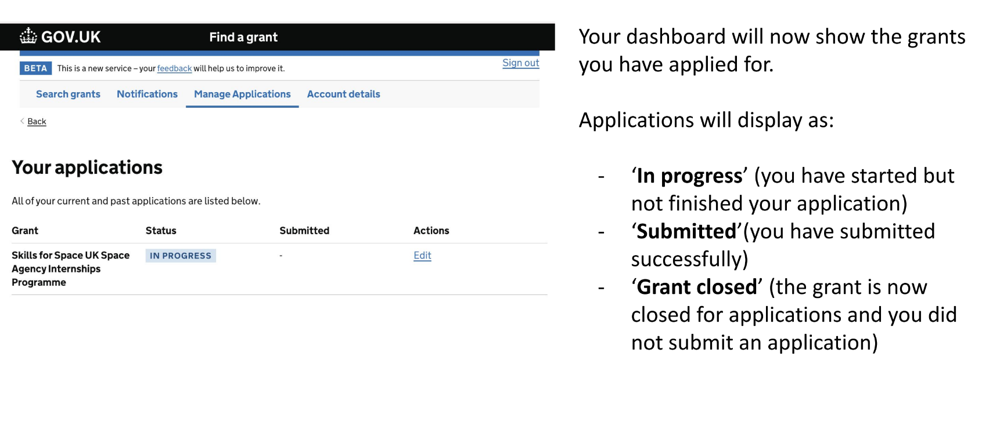 GOV.UK
Find a grant
BETA This is a new service – your feedback will help us to improve it.
Sign out
Search grants Notifications Manage Applications Account details
Back
Your applications
All of your current and past applications are listed below.
Grant Status Submitted Actions
Skills for Space UK Space IN PROGRESS - Edit
Agency Internships
Programme
Your dashboard will now show the grants
you have applied for.
Applications will display as:
- ‘In progress’ (you have started but
not finished your application)
- ‘Submitted’(you have submitted
successfully)
- ‘Grant closed’ (the grant is now
closed for applications and you did
not submit an application)